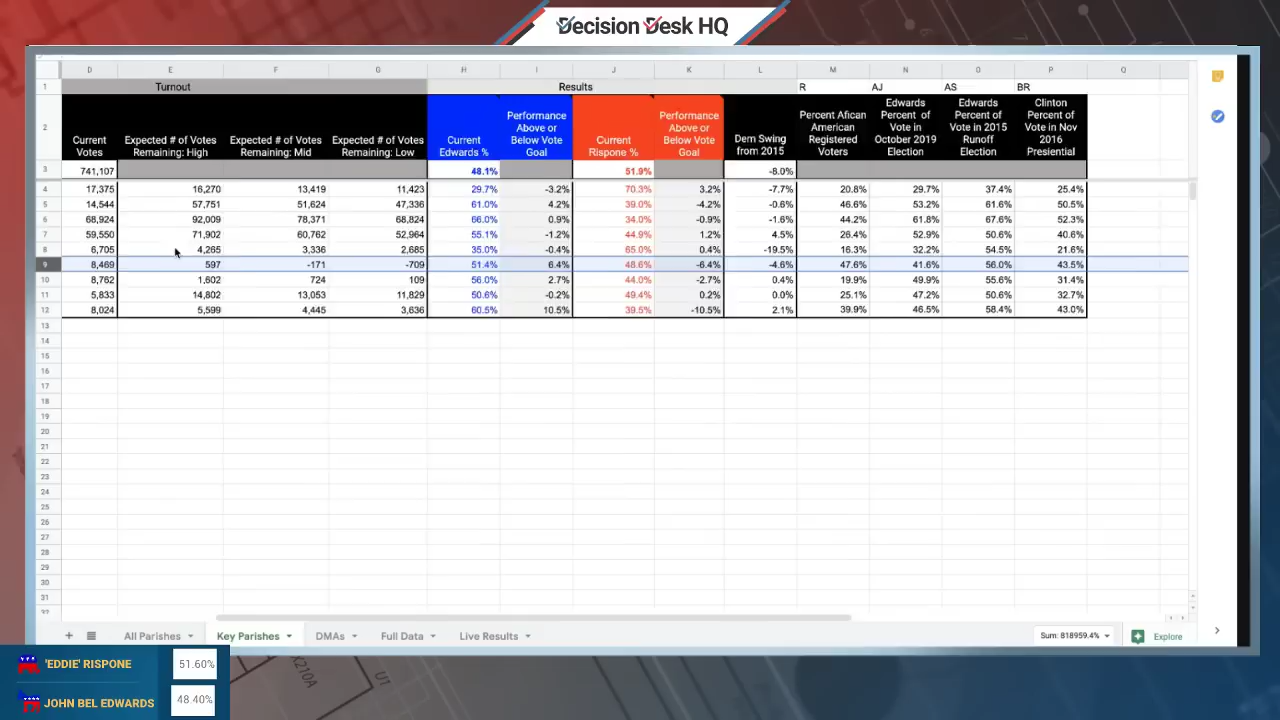 Decision Desk HQ
D E F G H I J K L M N O P Q
1 Turnout Results R AJ AS BR
2 Current Votes Expected # of Votes Remaining: High Expected # of Votes Remaining: Mid Expected # of Votes Remaining: Low Current Edwards % Performance Above or Below Vote Goal Current Rispone % Performance Above or Below Vote Goal Dem Swing from 2015 Percent Afican American Registered Voters Edwards Percent of Vote in October 2019 Election Edwards Percent of Vote in 2015 Runoff Election Clinton Percent of Vote in Nov 2016 Presiential
3 741,107 48.1% 51.9% -8.0%
4 17,375 16,270 13,419 11,423 29.7% -3.2% 70.3% 3.2% -7.7% 20.8% 29.7% 37.4% 25.4%
5 14,544 57,751 51,624 47,336 61.0% 4.2% 39.0% -4.2% -0.6% 46.6% 53.2% 61.6% 50.5%
6 68,924 92,009 78,371 68,824 66.0% 0.9% 34.0% -0.9% -1.6% 44.2% 61.8% 67.6% 52.3%
7 59,550 71,902 60,762 52,964 55.1% -1.2% 44.9% 1.2% 4.5% 26.4% 52.9% 50.6% 40.6%
8 6,705 4,265 3,336 2,685 35.0% -0.4% 65.0% 0.4% -19.5% 16.3% 32.2% 54.5% 21.6%
9 8,469 597 -171 -709 51.4% 6.4% 48.6% -6.4% -4.6% 47.6% 41.6% 56.0% 43.5%
10 8,762 1,602 724 109 56.0% 2.7% 44.0% -2.7% 0.4% 19.9% 49.9% 55.6% 31.4%
11 5,833 14,802 13,053 11,829 50.6% -0.2% 49.4% 0.2% 0.0% 25.1% 47.2% 50.6% 32.7%
12 8,024 5,599 4,445 3,636 60.5% 10.5% 39.5% -10.5% 2.1% 39.9% 46.5% 58.4% 43.0%
13
14
15
16
17
18
19
20
21
22
23
24
25
26
27
28
29
30
31
32
All Parishes Key Parishes DMAs Full Data Live Results Sum: 818959.4% Explore
'EDDIE' RISPONE 51.60%
JOHN BEL EDWARDS 48.40%
X210A
U1